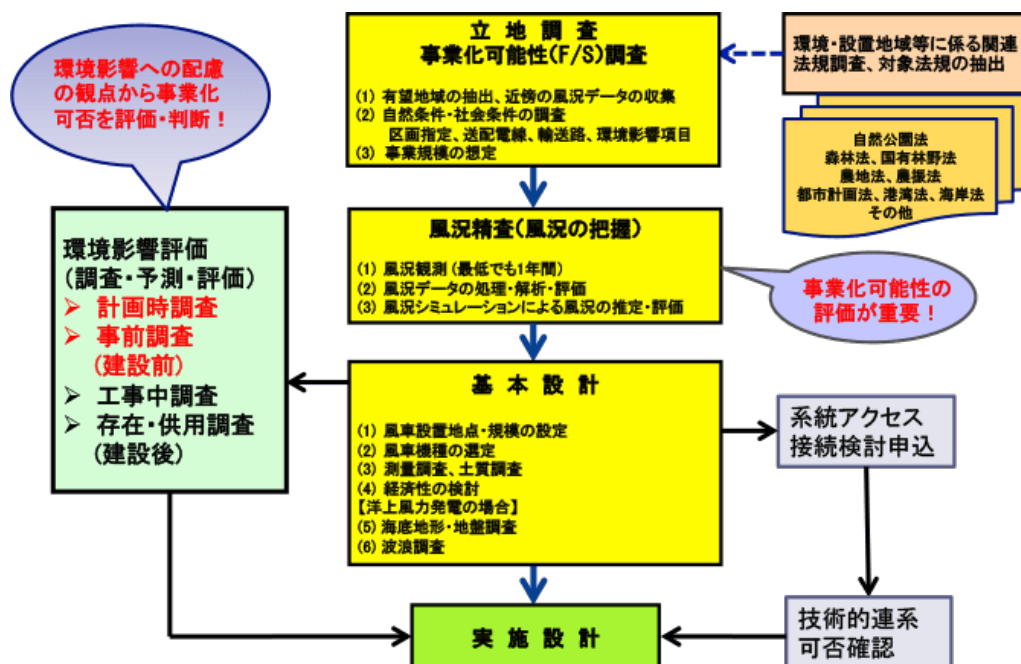 環境影響への配慮
の観点から事業化
可否を評価・判断！
立 地 調 査
事業化可能性(F/S)調査
(1) 有望地域の抽出、近傍の風況データの収集
(2) 自然条件・社会条件の調査
区画指定、送配電線、輸送路、環境影響項目
(3) 事業規模の想定
環境・設置地域等に係る関連
法規調査、対象法規の抽出
自然公園法
森林法、国有林野法
農地法、農振法
都市計画法、港湾法、海岸法
その他
風況精査(風況の把握)
(1) 風況観測 (最低でも1年間)
(2) 風況データの処理・解析・評価
(3) 風況シミュレーションによる風況の推定・評価
事業化可能性の
評価が重要！
環境影響評価
(調査・予測・評価)
➢ 計画時調査
➢ 事前調査
(建設前)
➢ 工事中調査
➢ 存在・供用調査
(建設後)
基 本 設 計
(1) 風車設置地点・規模の設定
(2) 風車機種の選定
(3) 測量調査、土質調査
(4) 経済性の検討
【洋上風力発電の場合】
(5) 海底地形・地盤調査
(6) 波浪調査
系統アクセス
接続検討申込
技術的連系
可否確認
実 施 設 計